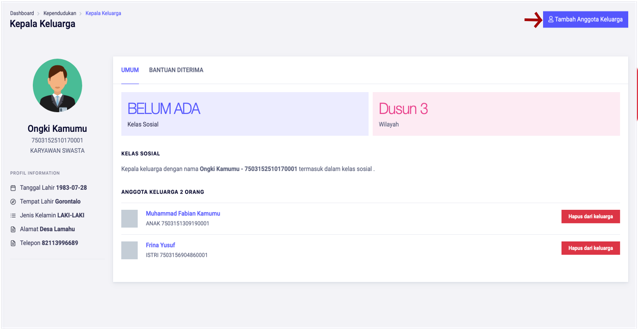 Dashboard > Kependudukan > Kepala Keluarga
Kepala Keluarga
Tambah Anggota Keluarga
Ongki Kamumu
7503152510170001
KARYAWAN SWASTA
PROFIL INFORMATION
Tanggal Lahir 1983-07-28
Tempat Lahir Gorontalo
Jenis Kelamin LAKI-LAKI
Alamat Desa Lamahu
Telepon 82113996689
UMUM BANTUAN DITERIMA
BELUM ADA
Kelas Sosial
Dusun 3
Wilayah
KELAS SOSIAL
Kepala keluarga dengan nama Ongki Kamumu - 7503152510170001 termasuk dalam kelas sosial .
ANGGOTA KELUARGA 2 ORANG
Muhammad Fabian Kamumu
ANAK 7503151309190001
Hapus dari keluarga
Frina Yusuf
ISTRI 7503156904860001
Hapus dari keluarga